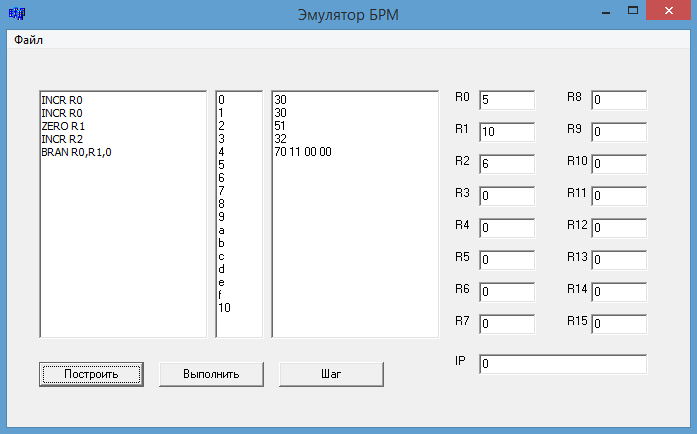 Эмулятор БРМ
Файл
INCR R0
INCR R0
ZERO R1
INCR R2
BRAN R0,R1,0
0
1
2
3
4
5
6
7
8
9
a
b
c
d
e
f
10
30
30
51
32
70 11 00 00
R0 5 R8 0
R1 10 R9 0
R2 6 R10 0
R3 0 R11 0
R4 0 R12 0
R5 0 R13 0
R6 0 R14 0
R7 0 R15 0
IP 0
Построить Выполнить Шаг